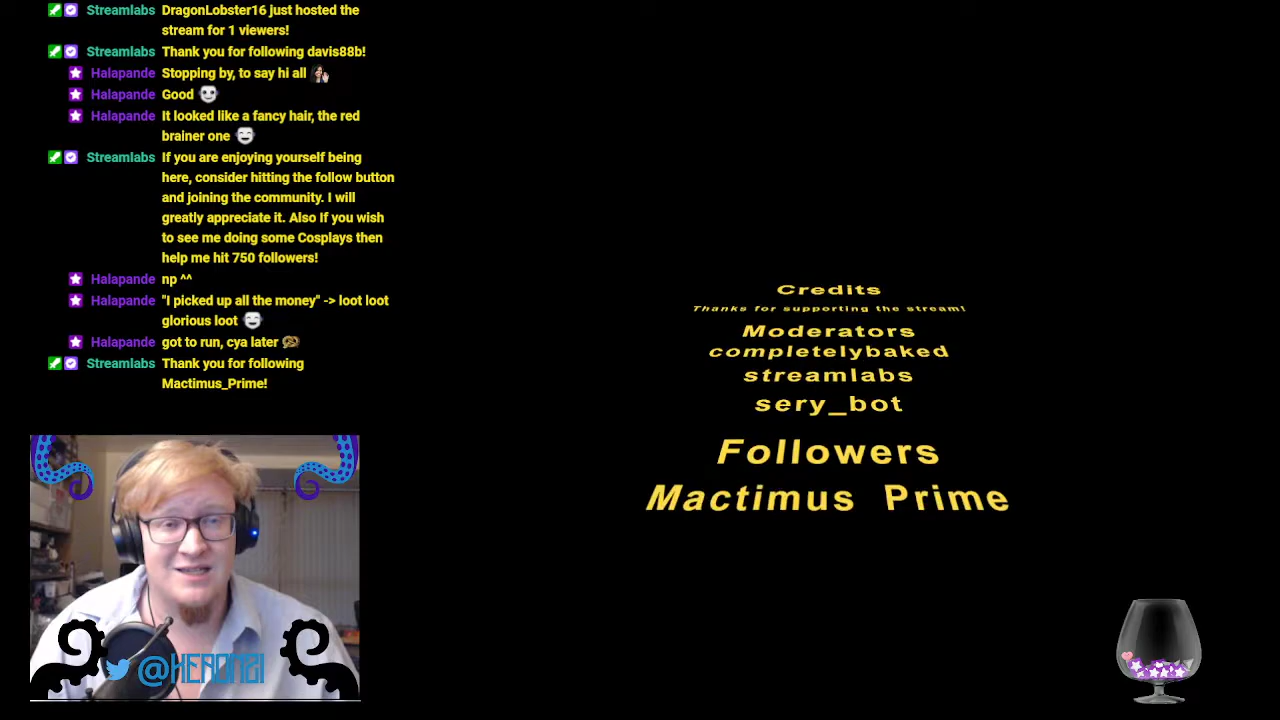 Streamlabs DragonLobster16 just hosted the
stream for 1 viewers!
Streamlabs Thank you for following davis88b!
Halapande Stopping by, to say hi all
Halapande Good
Halapande It looked like a fancy hair, the red
brainer one
Streamlabs If you are enjoying yourself being
here, consider hitting the follow button
and joining the community. I will
greatly appreciate it. Also If you wish
to see me doing some Cosplays then
help me hit 750 followers!
Halapande np ^^
Halapande "I picked up all the money" -> loot loot
glorious loot
Halapande got to run, cya later
Streamlabs Thank you for following
Mactimus_Prime!
Credits
Thanks for supporting the stream!
Moderators
completelybaked
streamlabs
sery_bot
Followers
Mactimus Prime